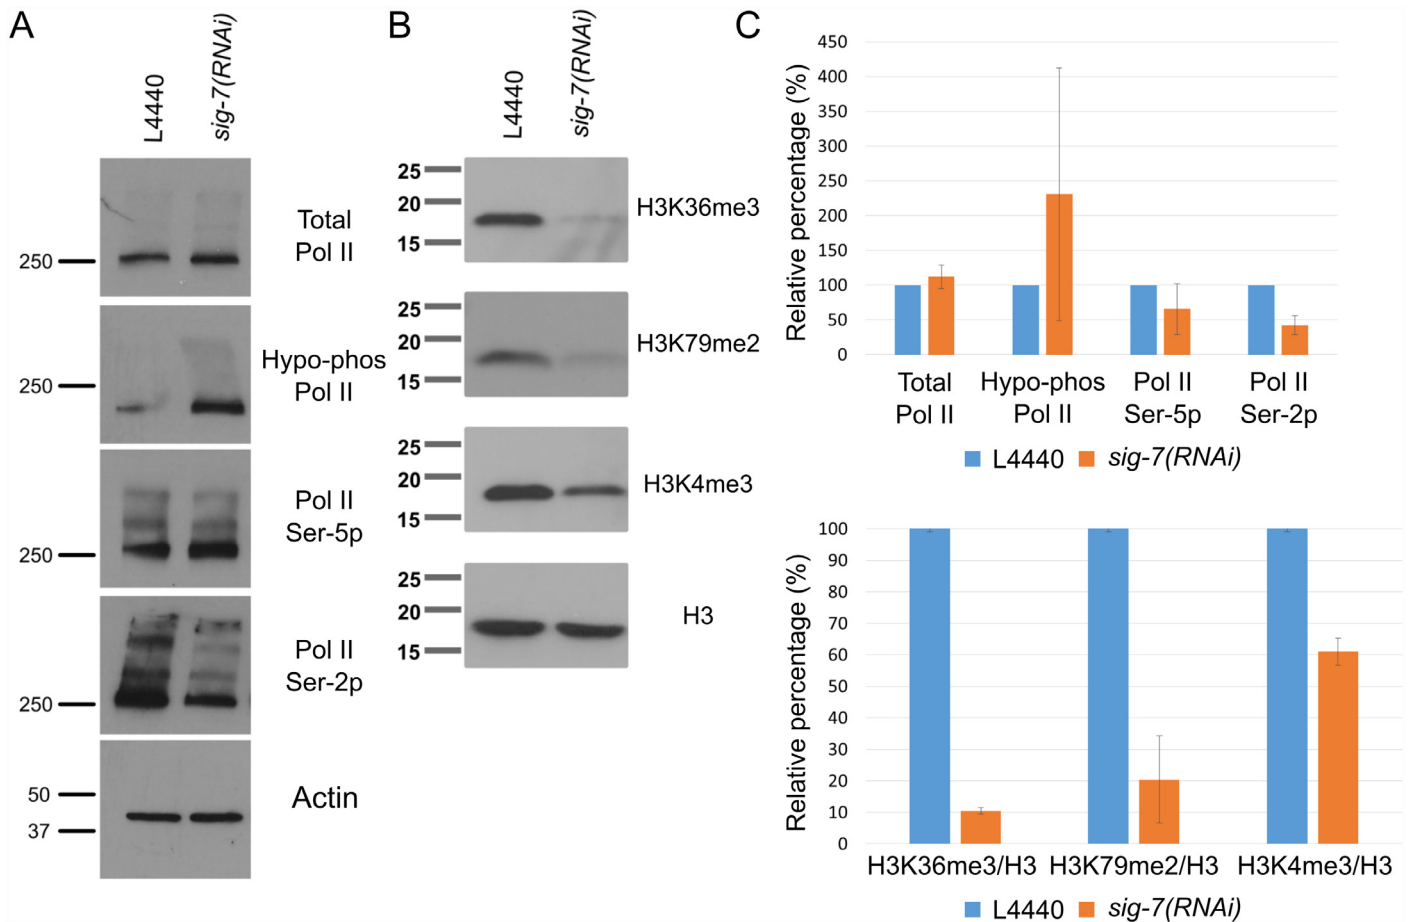 A
L4440
sig-7(RNAi)
250
Total
Pol II
250
Hypo-phos
Pol II
250
Pol II
Ser-5p
250
Pol II
Ser-2p
50
37
Actin
B
L4440
sig-7(RNAi)
25
20
15
H3K36me3
25
20
15
H3K79me2
25
20
15
H3K4me3
25
20
15
H3
C
Relative percentage (%)
450
400
350
300
250
200
150
100
50
0
Total
Pol II
Hypo-phos
Pol II
Pol II
Ser-5p
Pol II
Ser-2p
L4440 sig-7(RNAi)
Relative percentage (%)
100
90
80
70
60
50
40
30
20
10
0
H3K36me3/H3 H3K79me2/H3 H3K4me3/H3
L4440 sig-7(RNAi)